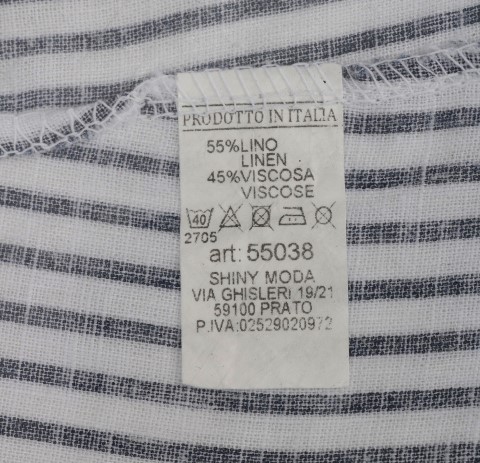 PRODOTTO IN ITALIA
55%LINO
LINEN
45%VISCOSA
VISCOSE
40
2705
art: 55038
SHINY MODA
VIA GHISLERI 19/21
59100 PRATO
P.IVA:02529020972